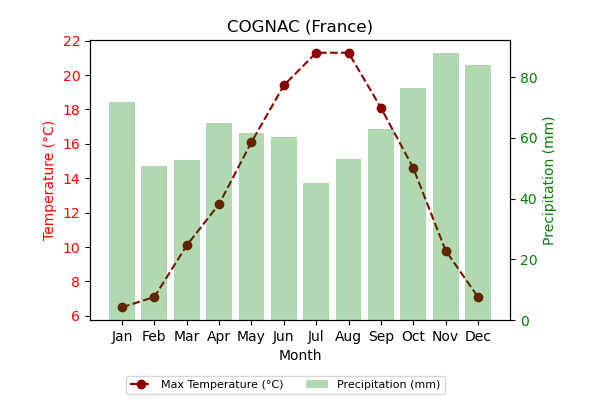 COGNAC (France)
22
20
18
16
14
12
10
8
6
Temperature (°C)
80
60
40
20
0
Precipitation (mm)
Jan Feb Mar Apr May Jun Jul Aug Sep Oct Nov Dec
Month
Max Temperature (°C) Precipitation (mm)